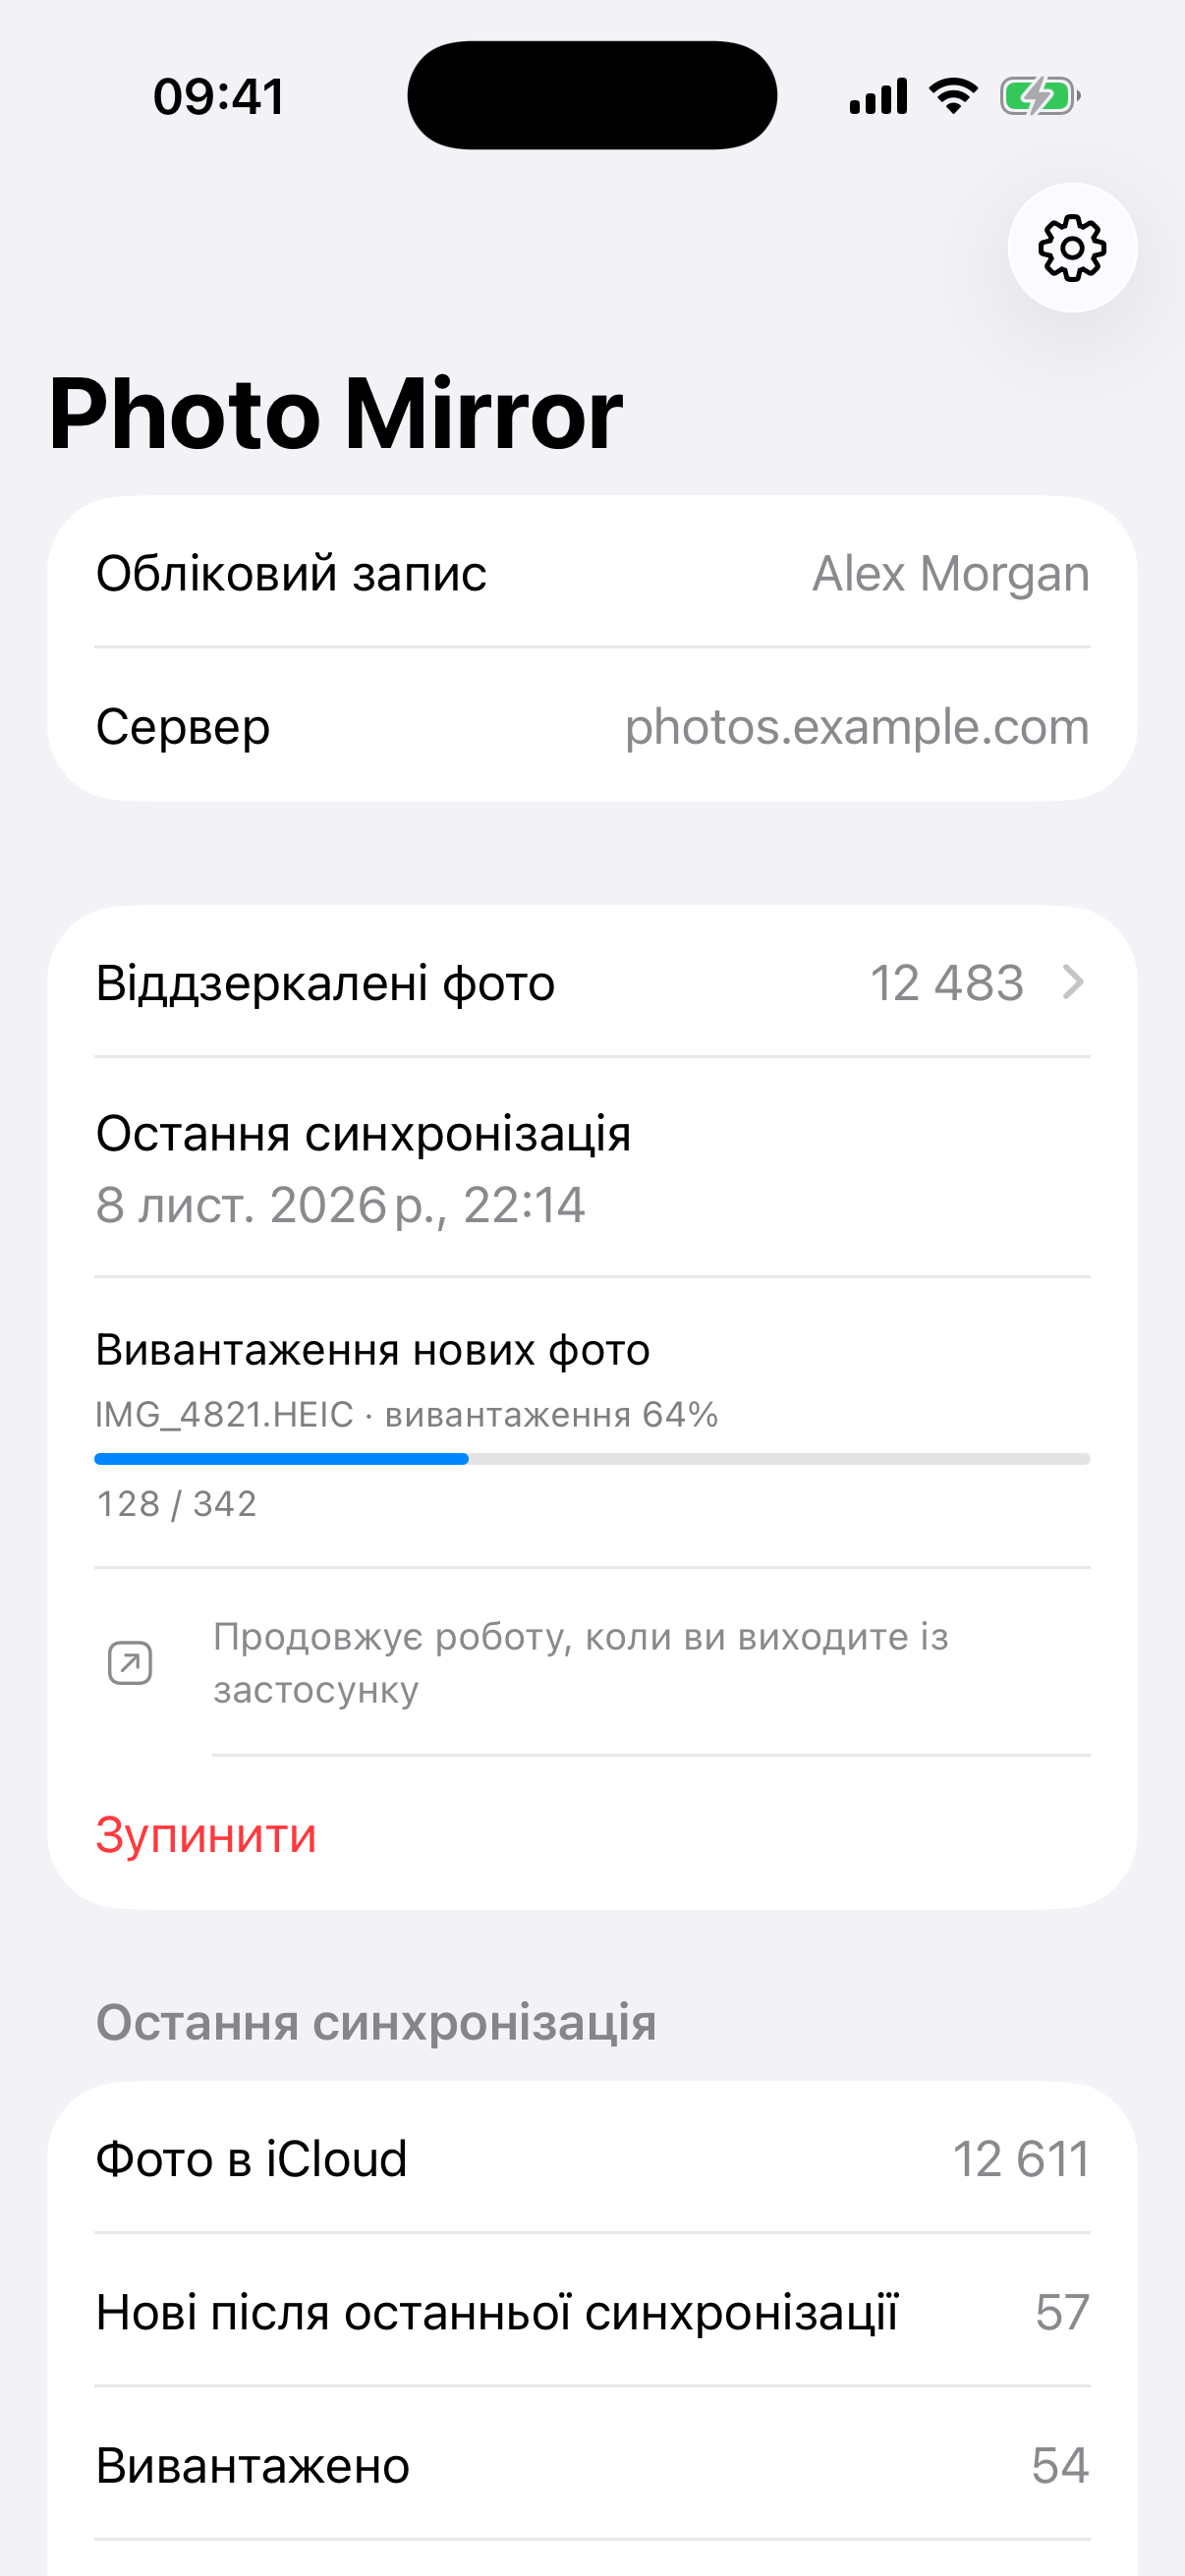 09:41
Photo Mirror
Обліковий запис Alex Morgan
Сервер photos.example.com
Віддзеркалені фото 12 483
Остання синхронізація
8 лист. 2026 р., 22:14
Вивантаження нових фото
IMG_4821.HEIC · вивантаження 64%
128 / 342
Продовжує роботу, коли ви виходите із
застосунку
Зупинити
Остання синхронізація
Фото в iCloud 12 611
Нові після останньої синхронізації 57
Вивантажено 54